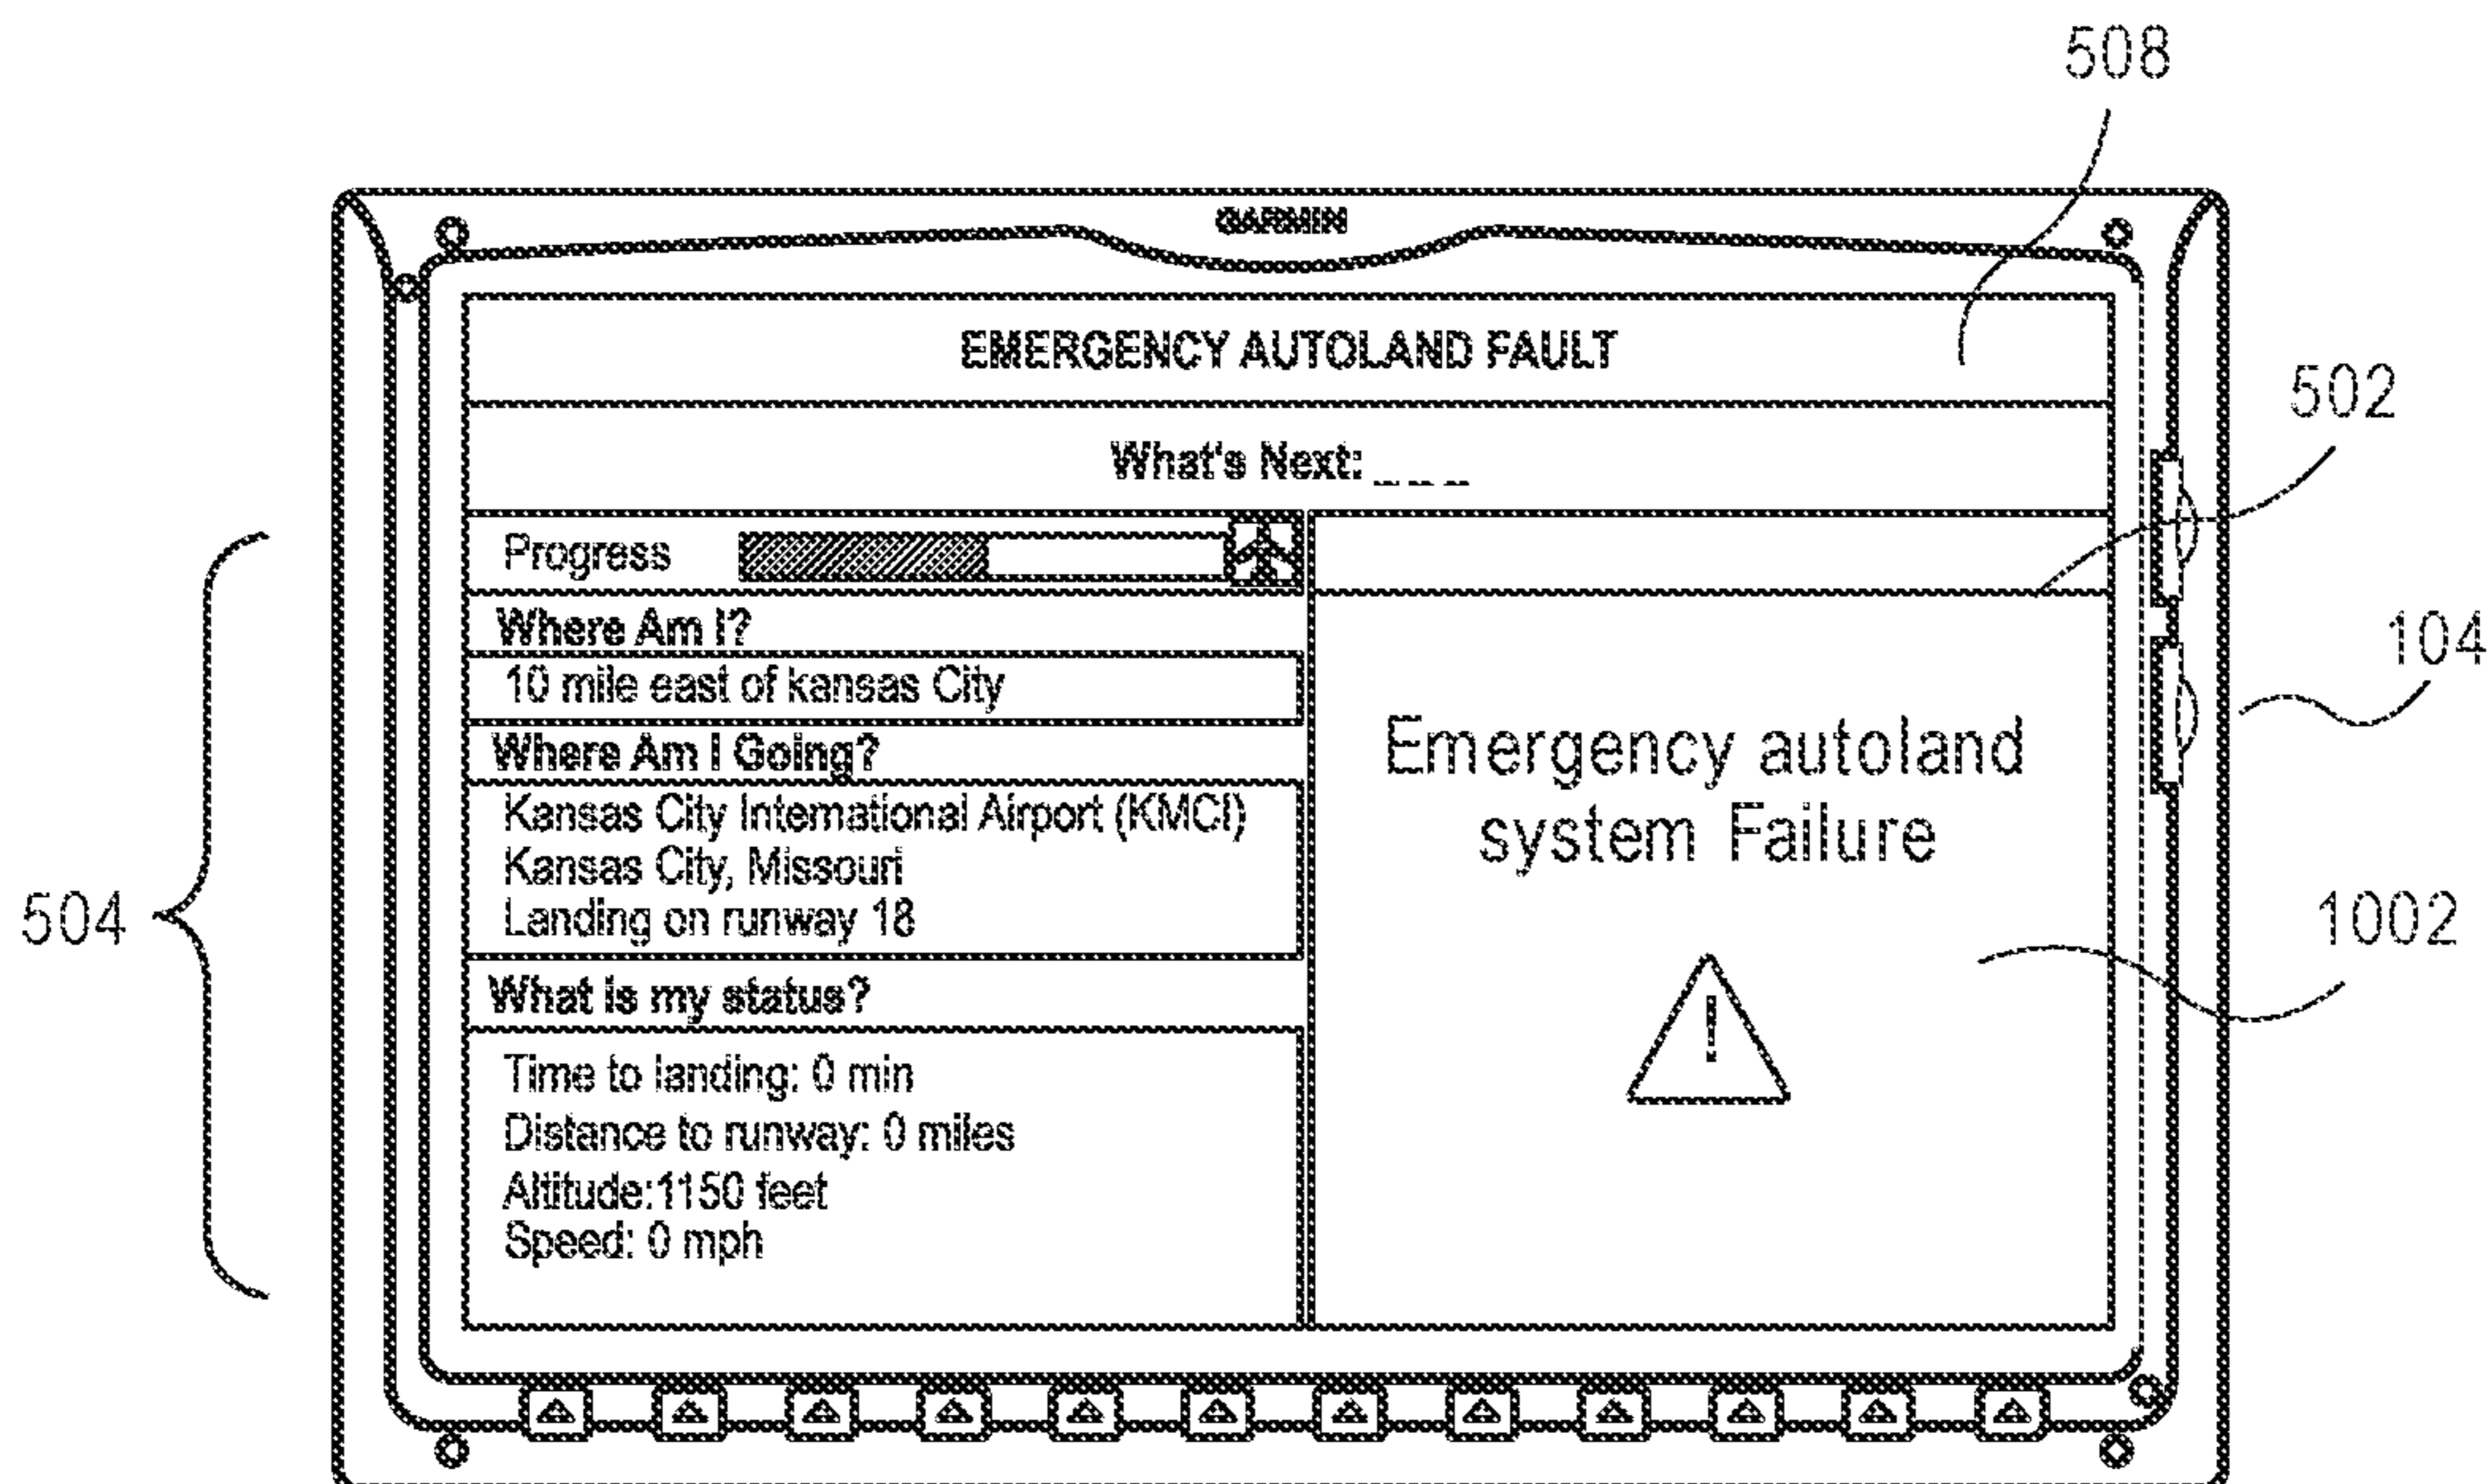 508
GARMIN
EMERGENCY AUTOLAND FAULT
502
What's Next: _ _ _
Progress
Where Am I?
104
10 mile east of kansas City
Where Am I Going?
Emergency autoland
system Failure
Kansas City International Airport (KMCI)
Kansas City, Missouri
Landing on runway 18
504
1002
What is my status?
!
Time to landing: 0 min
Distance to runway: 0 miles
Altitude:1150 feet
Speed: 0 mph